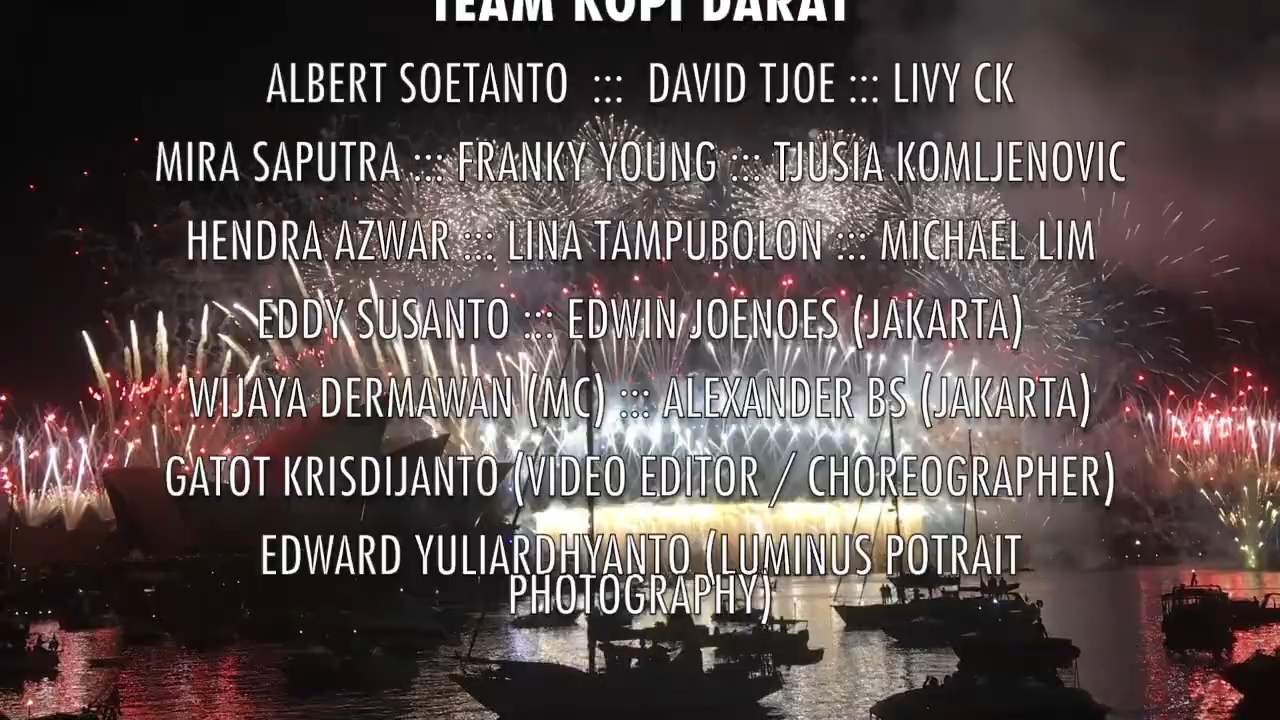 TEAM KOPI DARAT
ALBERT SOETANTO ::: DAVID TJOE ::: LIVY CK
MIRA SAPUTRA ::: FRANKY YOUNG ::: TJUSIA KOMLJENOVIC
HENDRA AZWAR ::: LINA TAMPUBOLON ::: MICHAEL LIM
EDDY SUSANTO ::: EDWIN JOENOES (JAKARTA)
WIJAYA DERMAWAN (MC) ::: ALEXANDER BS (JAKARTA)
GATOT KRISDIJANTO (VIDEO EDITOR / CHOREOGRAPHER)
EDWARD YULIARDHYANTO (LUMINUS POTRAIT
PHOTOGRAPHY)